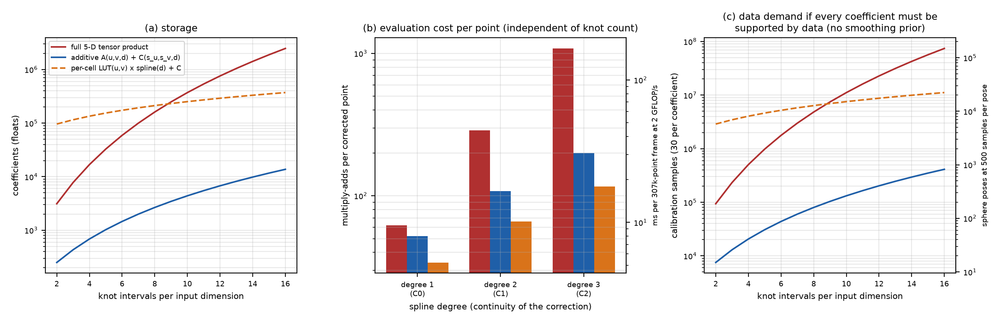 (a) storage
full 5-D tensor product
additive A(u,v,d) + C(s_u,s_v,d)
per-cell LUT(u,v) x spline(d) + C
coefficients (floats)
10^6
10^5
10^4
10^3
2 4 6 8 10 12 14 16
knot intervals per input dimension
(b) evaluation cost per point (independent of knot count)
multiply-adds per corrected point
10^3
10^2
10^2
10^1
ms per 307k-point frame at 2 GFLOP/s
degree 1 degree 2 degree 3
(C0) (C1) (C2)
spline degree (continuity of the correction)
(c) data demand if every coefficient must be
supported by data (no smoothing prior)
calibration samples (30 per coefficient)
10^8
10^7
10^6
10^5
10^4
10^5
10^4
10^3
10^2
10^1
sphere poses at 500 samples per pose
2 4 6 8 10 12 14 16
knot intervals per input dimension